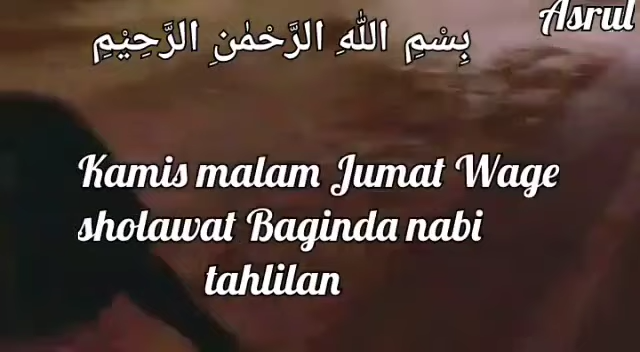 Asrul
بِسْمِ اللّٰهِ الرَّحْمٰنِ الرَّحِيْمِ
Kamis malam Jumat Wage
sholawat Baginda nabi
tahlilan